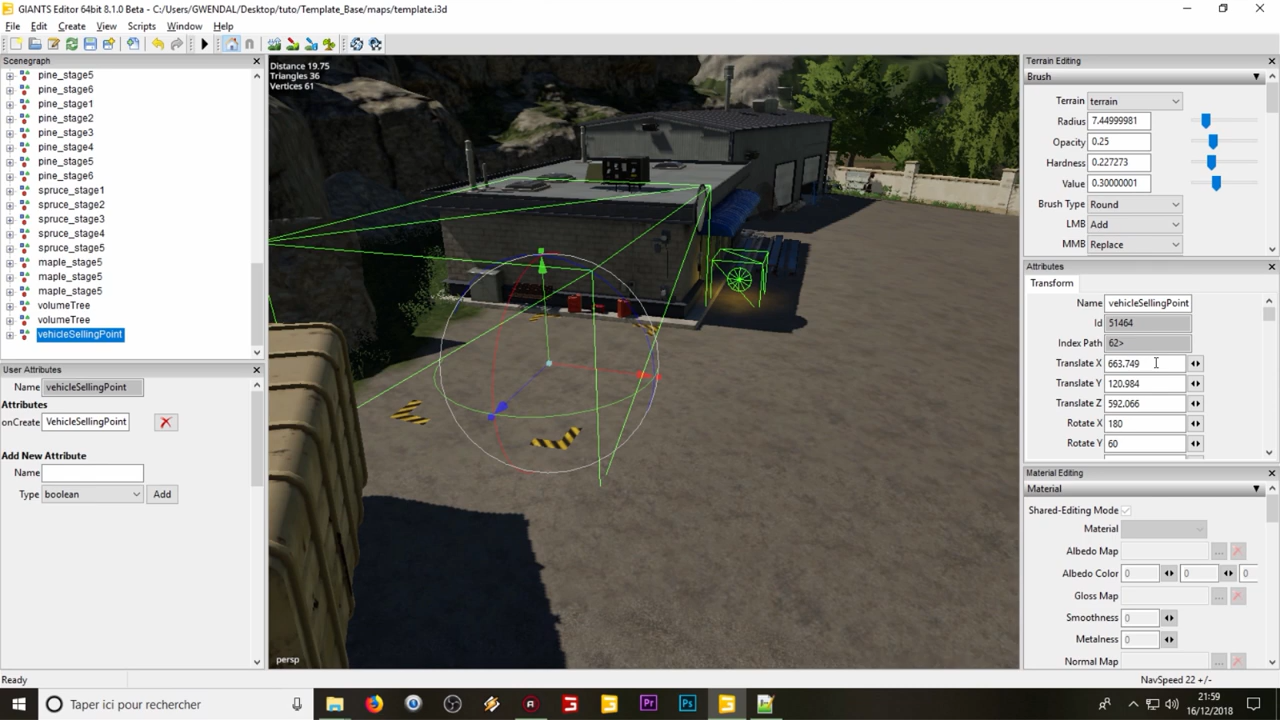 GIANTS Editor 64bit 8.1.0 Beta - C:/Users/GWENDAL/Desktop/tuto/Template_Base/maps/template.i3d
File Edit Create View Scripts Window Help
Scenegraph
pine_stage5
pine_stage6
pine_stage1
pine_stage2
pine_stage3
pine_stage4
pine_stage5
pine_stage6
spruce_stage1
spruce_stage2
spruce_stage3
spruce_stage4
spruce_stage5
maple_stage5
maple_stage5
maple_stage5
volumeTree
volumeTree
vehicleSellingPoint
User Attributes
Name vehicleSellingPoint
Attributes
onCreate VehicleSellingPoint
Add New Attribute
Name
Type boolean Add
Distance 19.75
Triangles 36
Vertices 61
persp
Terrain Editing
Brush
Terrain terrain
Radius 7.44999981
Opacity 0.25
Hardness 0.227273
Value 0.30000001
Brush Type Round
LMB Add
MMB Replace
Attributes
Transform
Name vehicleSellingPoint
Id 51464
Index Path 62>
Translate X 663.749
Translate Y 120.984
Translate Z 592.066
Rotate X 180
Rotate Y 60
Material Editing
Material
Shared-Editing Mode
Material
Albedo Map ...
Albedo Color 0 0 0
Gloss Map ...
Smoothness 0
Metalness 0
Normal Map ...
Ready
NavSpeed 22 +/-
Taper ici pour rechercher
Pr
Ps
21:59
16/12/2018